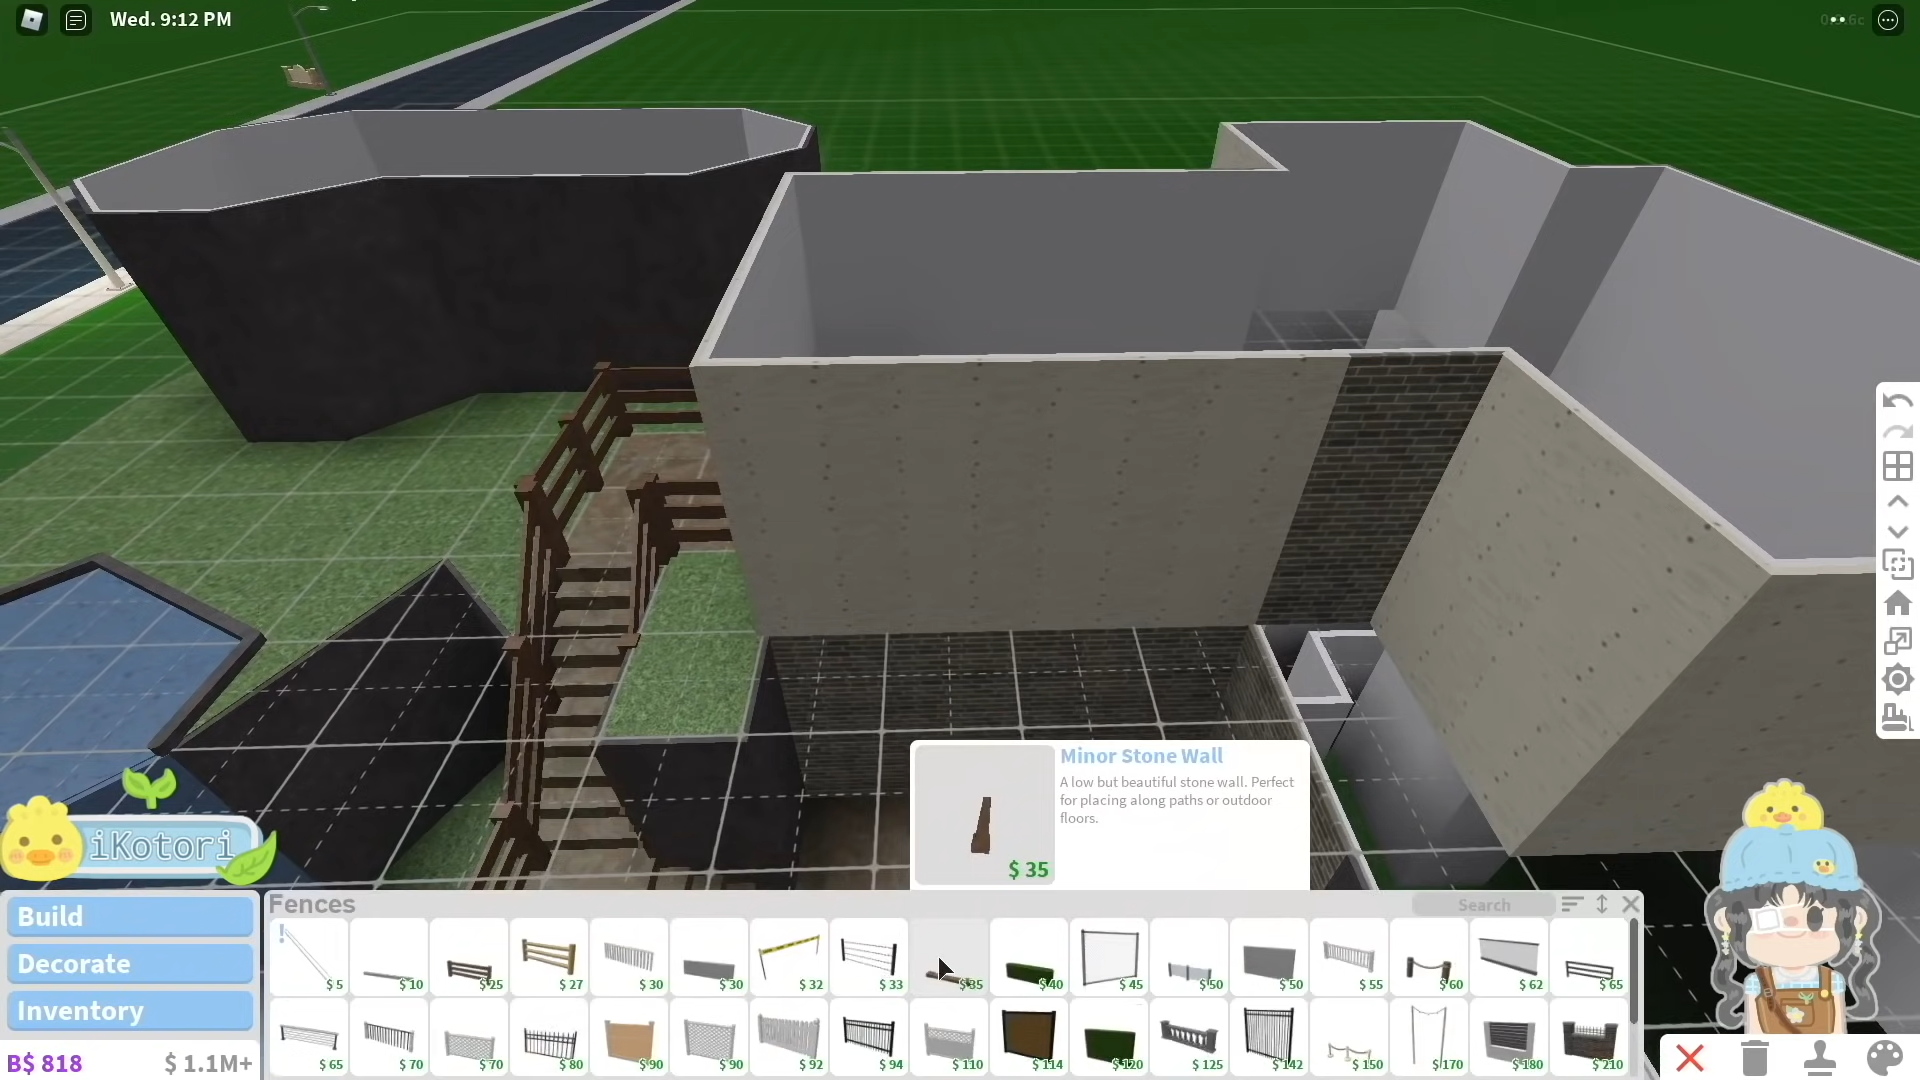 Wed. 9:12 PM
Minor Stone Wall
A low but beautiful stone wall. Perfect
for placing along paths or outdoor
floors.
$ 35
iKotori
Build
Decorate
Inventory
B$ 818
$ 1.1M+
Fences
Search
$ 5
$ 10
$ 25
$ 27
$ 30
$ 30
$ 32
$ 33
$ 35
$ 40
$ 45
$ 50
$ 50
$ 55
$ 60
$ 62
$ 65
$ 65
$ 70
$ 70
$ 80
$ 90
$ 90
$ 92
$ 94
$ 110
$ 114
$ 120
$ 125
$ 142
$ 150
$ 170
$ 180
$ 210